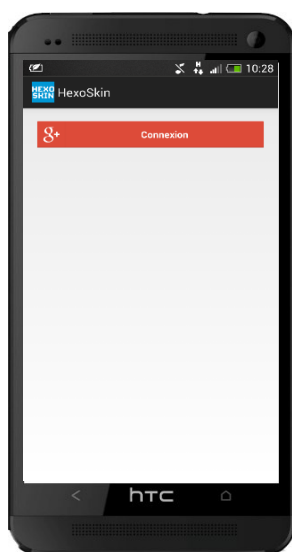 H
10:28
HEXO
SKIN
HexoSkin
g+
Connexion
hTC